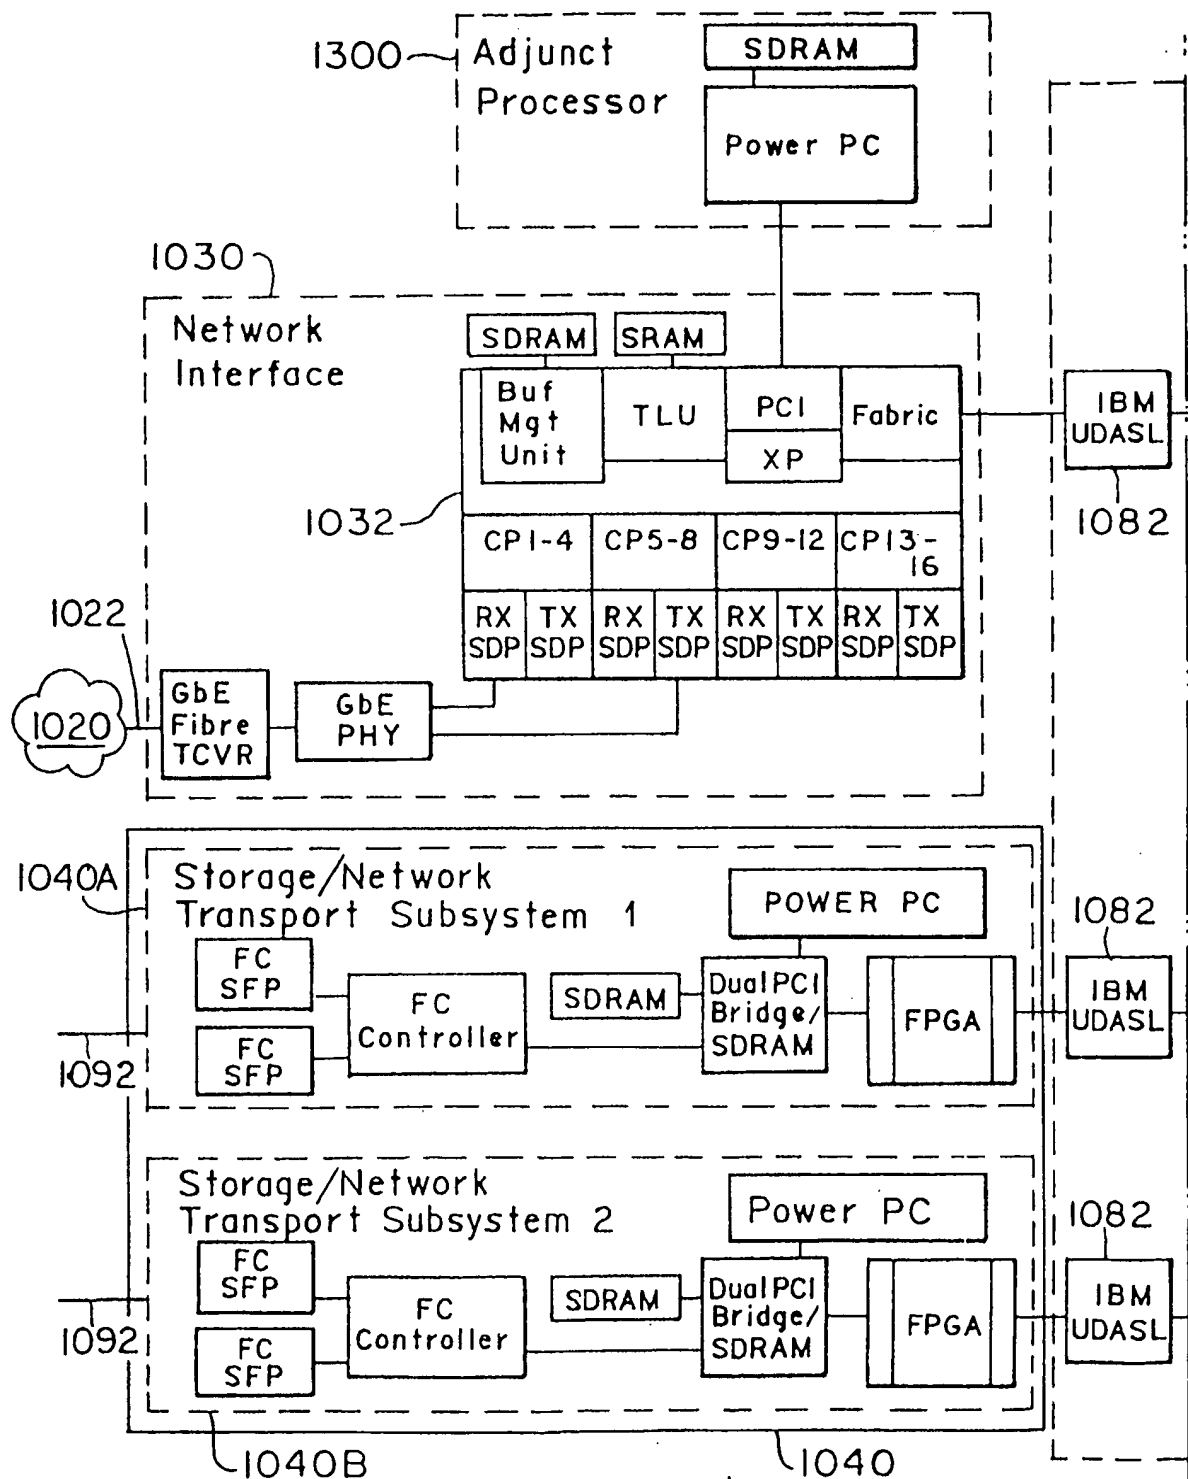 1300
Adjunct
Processor
SDRAM
Power PC
1030
Network
Interface
SDRAM
SRAM
Buf
Mgt
Unit
TLU
PCI
XP
Fabric
IBM
UDASL
1082
1032
CP1-4
CP5-8
CP9-12
CP13-
16
RX
SDP
TX
SDP
RX
SDP
TX
SDP
RX
SDP
TX
SDP
RX
SDP
TX
SDP
1022
1020
GbE
Fibre
TCVR
GbE
PHY
1040A
Storage/Network
Transport Subsystem 1
POWER PC
1082
FC
SFP
FC
SFP
FC
Controller
SDRAM
Dual PCI
Bridge/
SDRAM
FPGA
IBM
UDASL
1092
Storage/Network
Transport Subsystem 2
Power PC
1082
FC
SFP
FC
SFP
FC
Controller
SDRAM
Dual PCI
Bridge/
SDRAM
FPGA
IBM
UDASL
1092
1040B
1040